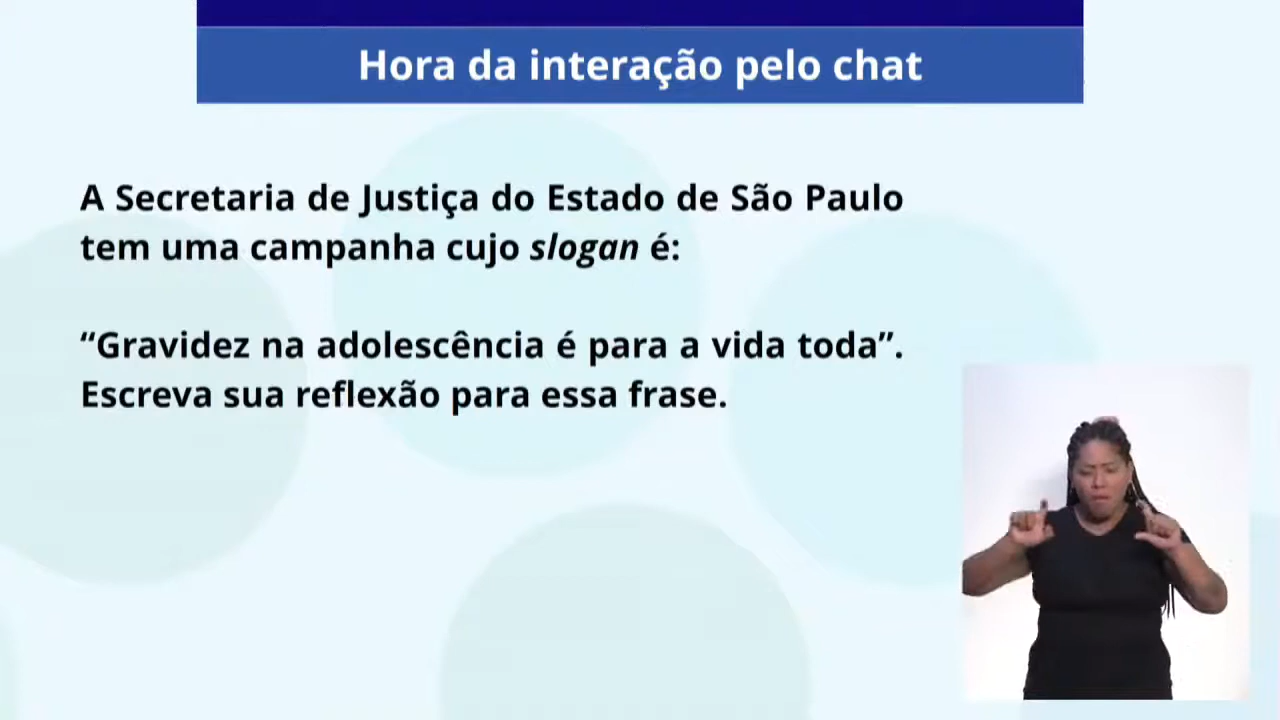 Hora da interação pelo chat
A Secretaria de Justiça do Estado de São Paulo
tem uma campanha cujo slogan é:
“Gravidez na adolescência é para a vida toda”.
Escreva sua reflexão para essa frase.